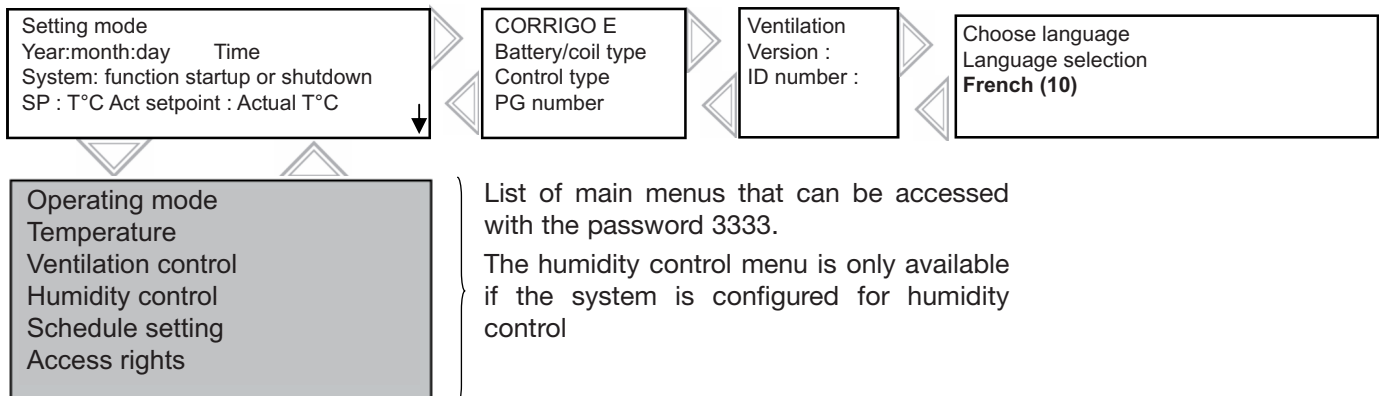 Setting mode
Year:month:day Time
System: function startup or shutdown
SP : T°C Act setpoint : Actual T°C
CORRIGO E
Battery/coil type
Control type
PG number
Ventilation
Version :
ID number :
Choose language
Language selection
French (10)
Operating mode
Temperature
Ventilation control
Humidity control
Schedule setting
Access rights
List of main menus that can be accessed
with the password 3333.
The humidity control menu is only available
if the system is configured for humidity
control